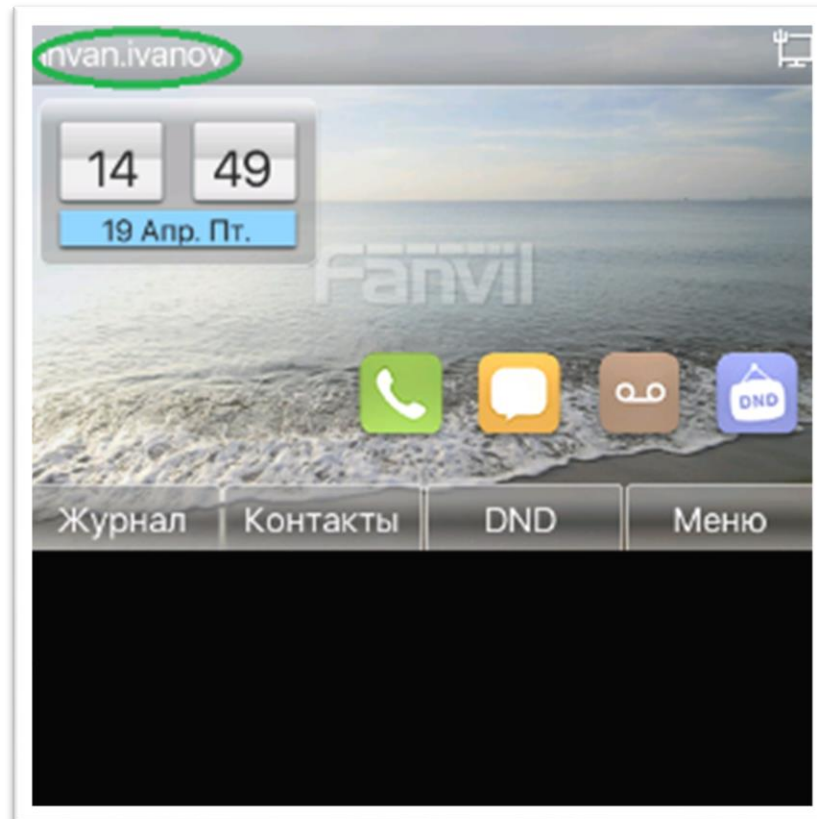 invan.ivanov
14 49
19 Апр. Пт.
Fanvil
DND
Журнал Контакты DND Меню